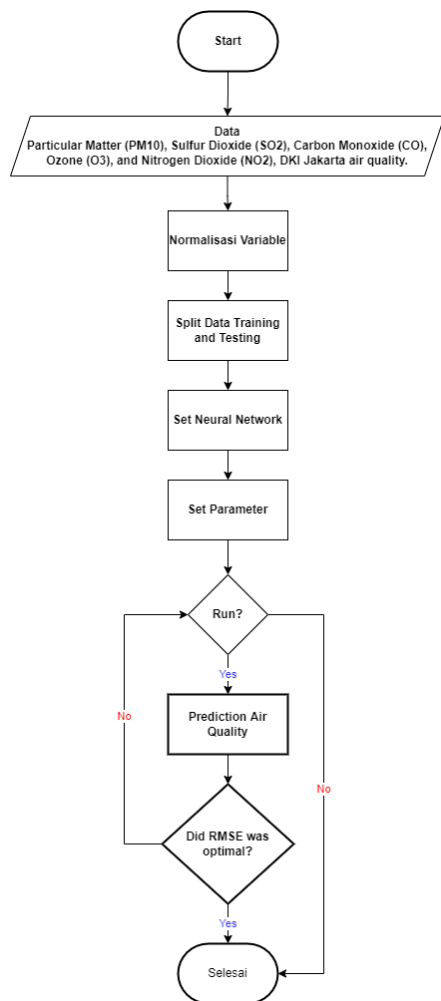 Start
Data
Particular Matter (PM10), Sulfur Dioxide (SO2), Carbon Monoxide (CO),
Ozone (O3), and Nitrogen Dioxide (NO2), DKI Jakarta air quality.
Normalisasi Variable
Split Data Training
and Testing
Set Neural Network
Set Parameter
Run?
Yes
No
Prediction Air
Quality
No
Did RMSE was
optimal?
Yes
Selesai